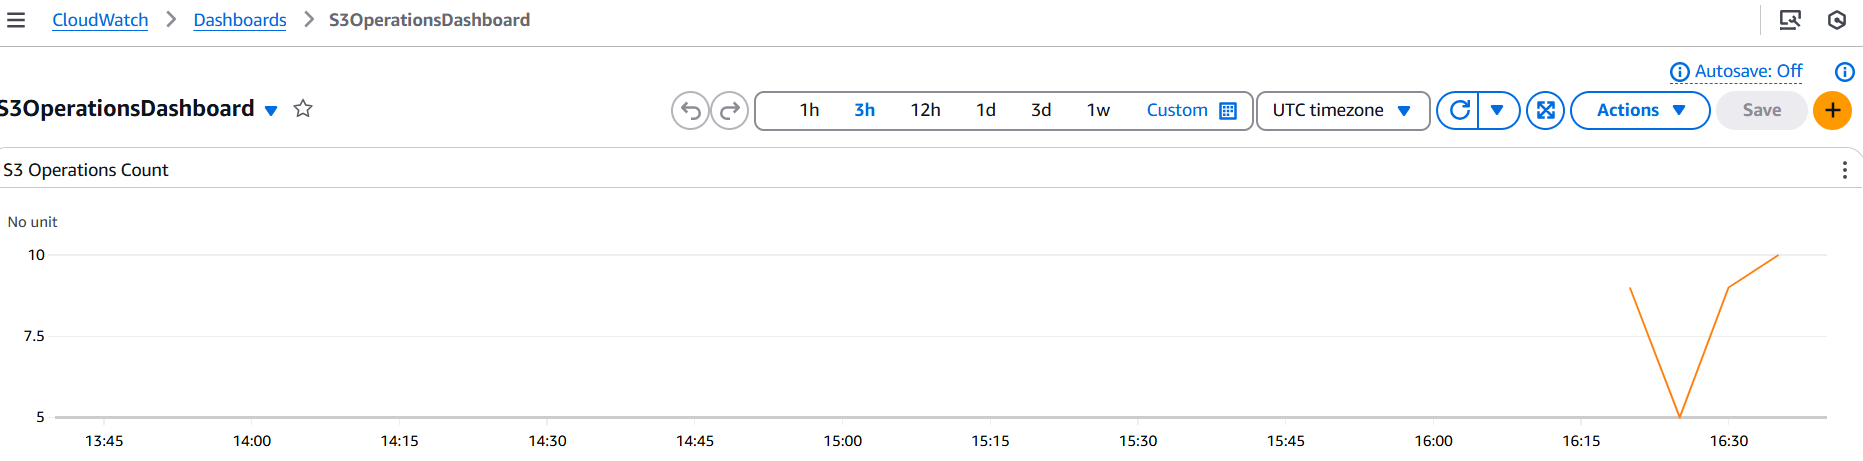 CloudWatch > Dashboards > S3OperationsDashboard
Autosave: Off
S3OperationsDashboard
1h 3h 12h 1d 3d 1w Custom UTC timezone Actions Save +
S3 Operations Count
No unit
10
7.5
5
13:45 14:00 14:15 14:30 14:45 15:00 15:15 15:30 15:45 16:00 16:15 16:30